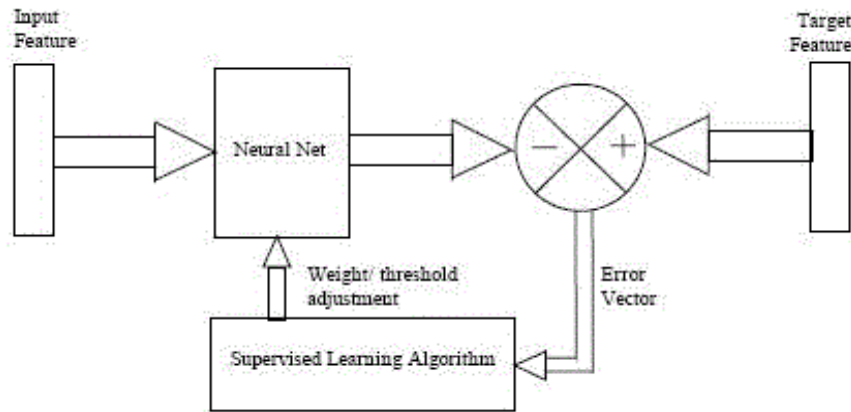 Input
Feature
Target
Feature
Neural Net
− +
Weight/ threshold
adjustment
Error
Vector
Supervised Learning Algorithm